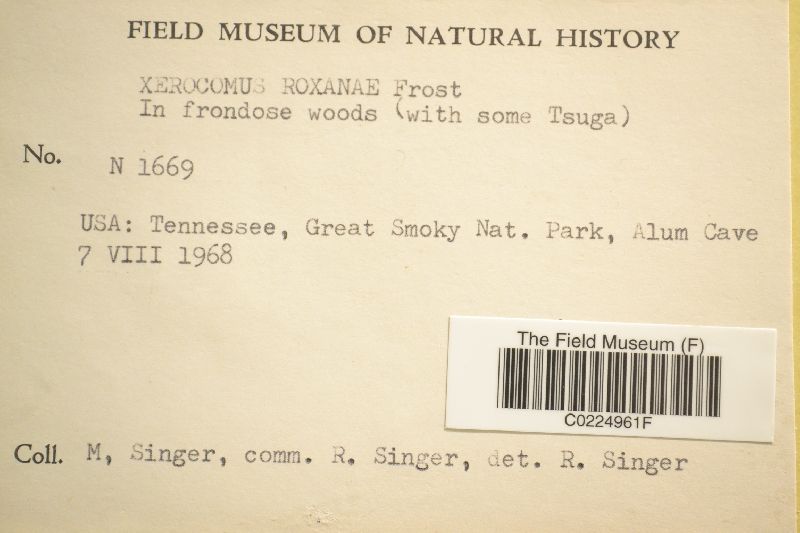 FIELD MUSEUM OF NATURAL HISTORY
XEROCOMUS ROXANAE Frost
In frondose woods (with some Tsuga)
No. N 1669
USA: Tennessee, Great Smoky Nat. Park, Alum Cave
7 VIII 1968
The Field Museum (F)
C0224961F
Coll. M, Singer, comm. R. Singer, det. R. Singer